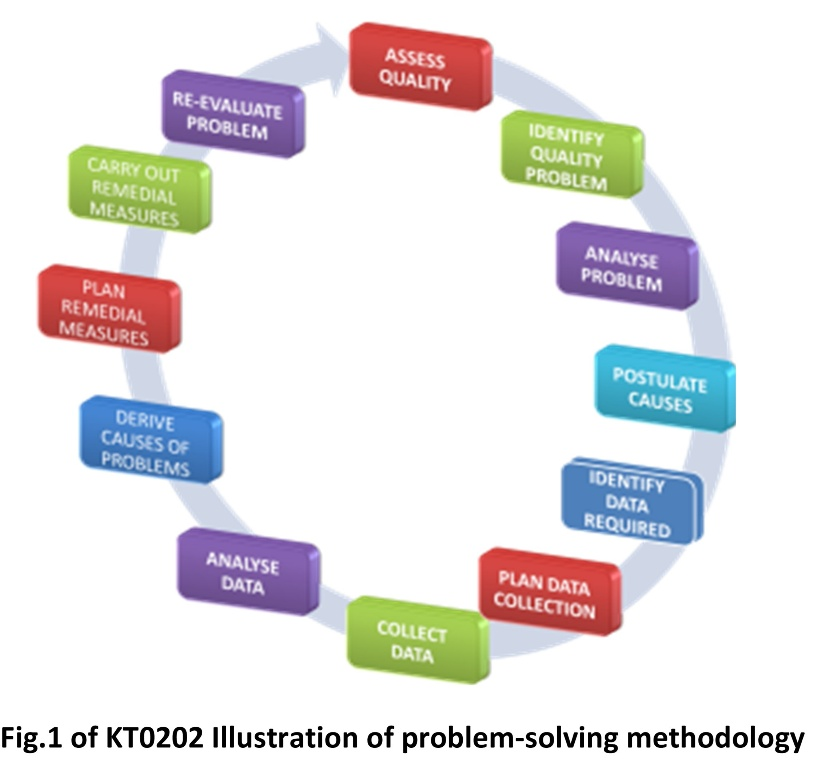 ASSESS
QUALITY
IDENTIFY
QUALITY
PROBLEM
ANALYSE
PROBLEM
POSTULATE
CAUSES
IDENTIFY
DATA
REQUIRED
PLAN DATA
COLLECTION
COLLECT
DATA
ANALYSE
DATA
DERIVE
CAUSES OF
PROBLEMS
PLAN
REMEDIAL
MEASURES
CARRY OUT
REMEDIAL
MEASURES
RE-EVALUATE
PROBLEM
Fig.1 of KT0202 Illustration of problem-solving methodology